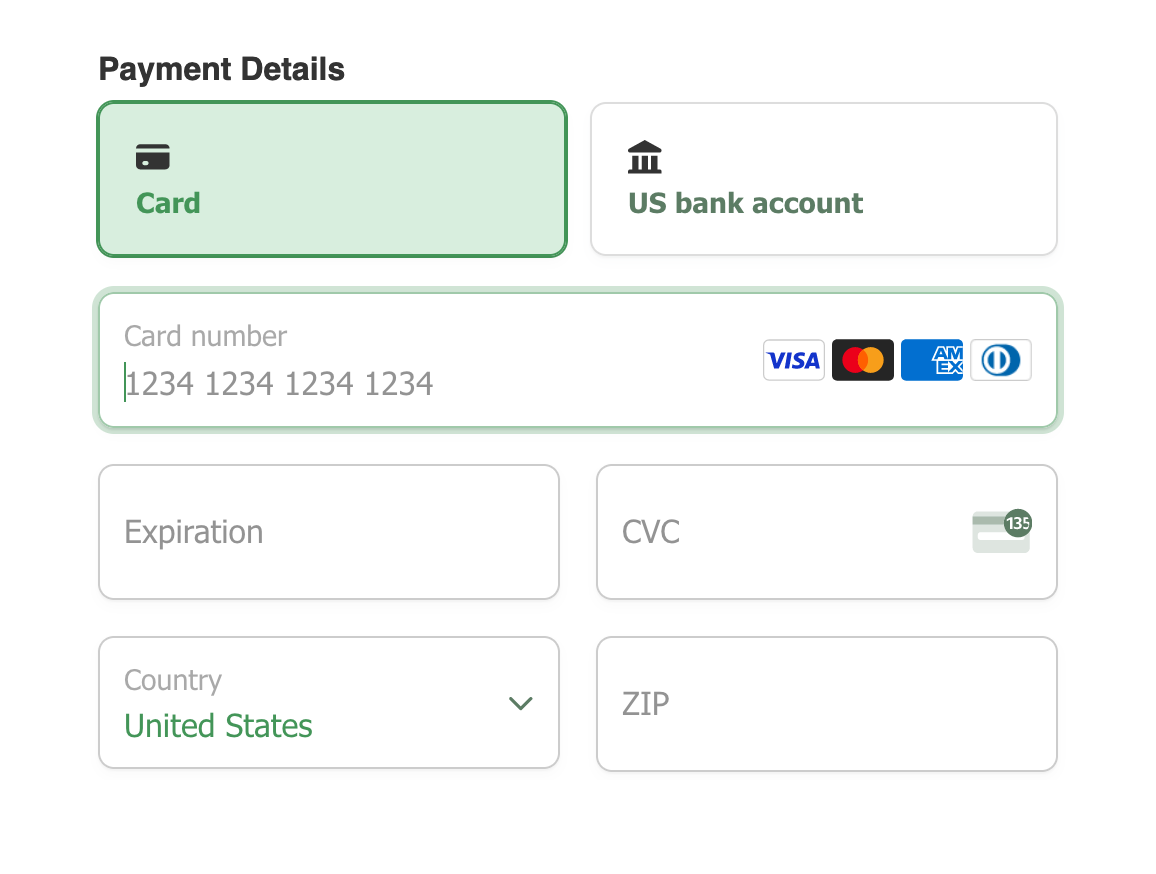 Payment Details
Card
US bank account
Card number
1234 1234 1234 1234
VISA
AM
EX
Expiration
CVC
135
Country
United States
ZIP